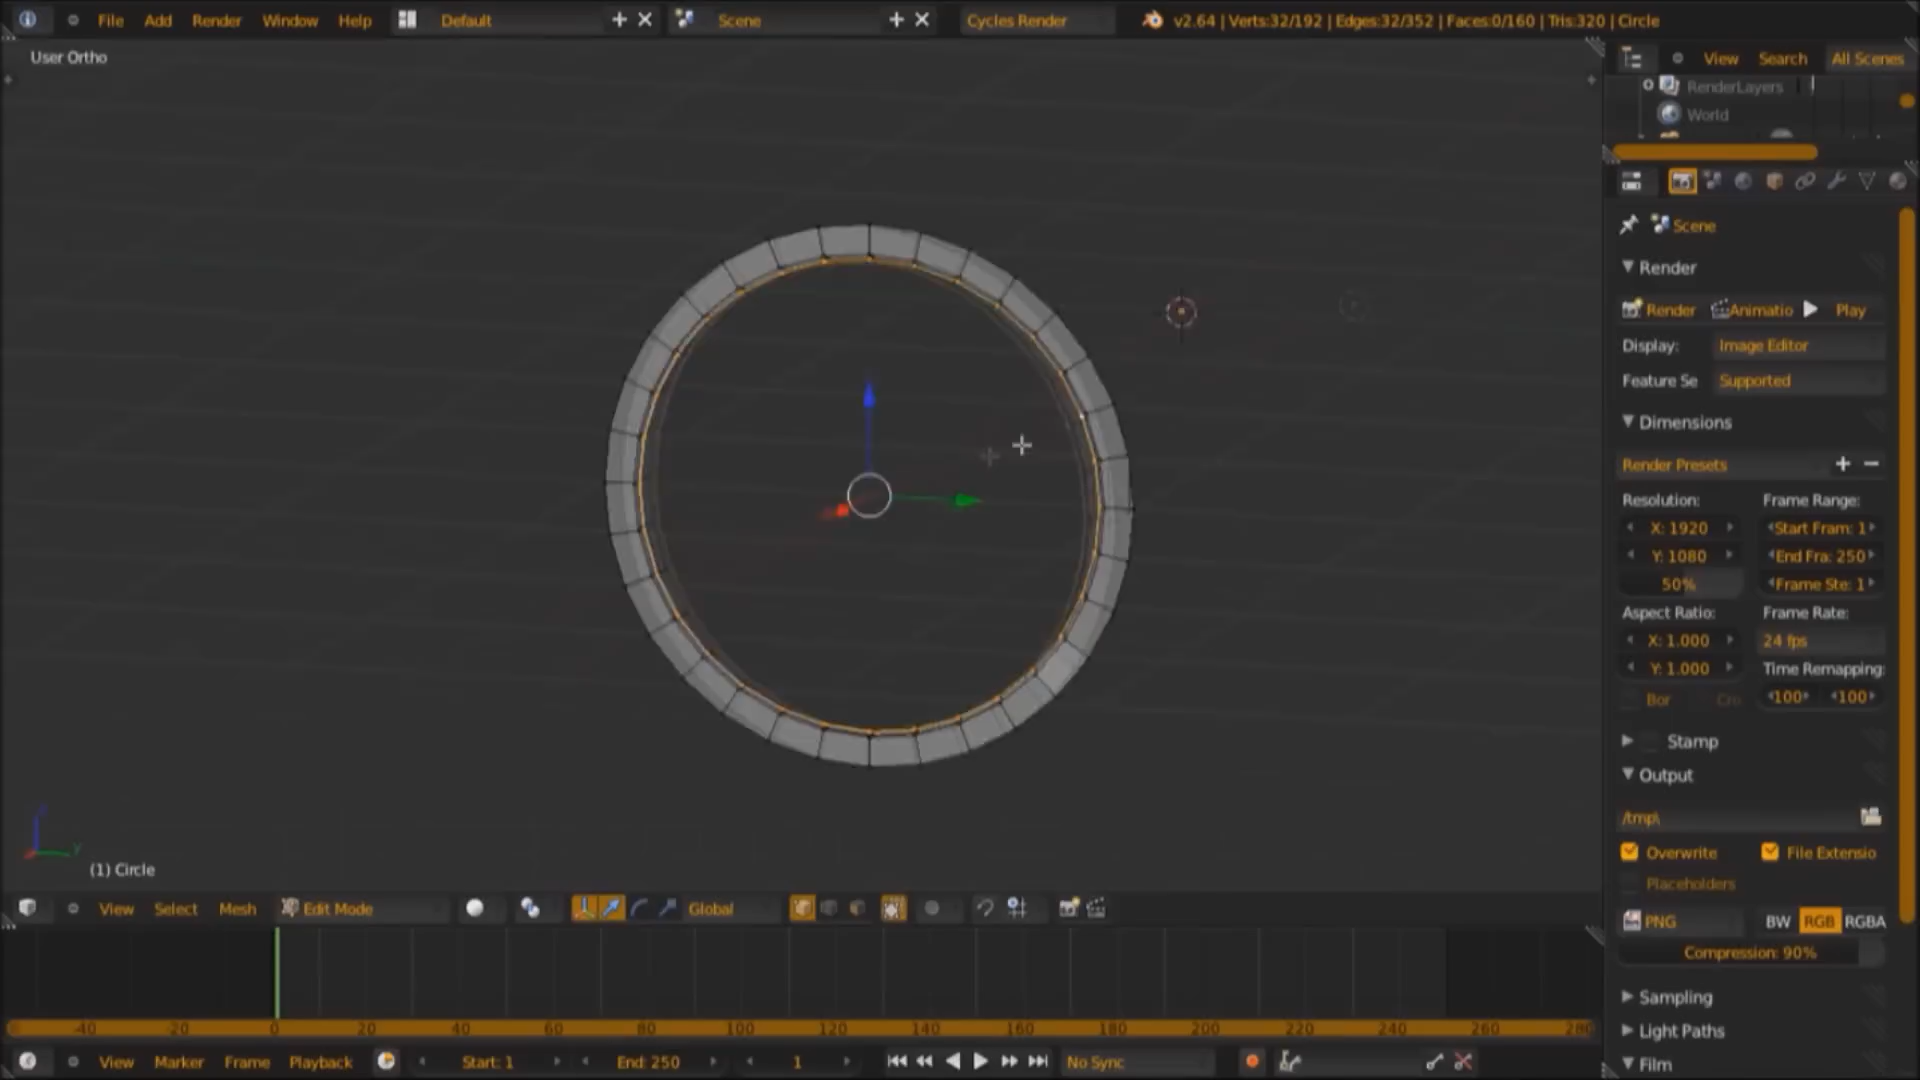 File Add Render Window Help Default Scene Cycles Render v2.64 | Verts:32/192 | Edges:32/352 | Faces:0/160 | Tris:320 | Circle
User Ortho
View Search All Scenes
RenderLayers
World
Scene
Render
Render Animatio Play
Display: Image Editor
Feature Se Supported
Dimensions
Render Presets
Resolution: Frame Range:
X: 1920 Start Fram: 1
Y: 1080 End Fra: 250
50% Frame Ste: 1
Aspect Ratio: Frame Rate:
X: 1.000 24 fps
Y: 1.000 Time Remapping:
Bor Cro 100 100
Stamp
Output
/tmp\
Overwrite File Extensio
Placeholders
PNG BW RGB RGBA
Compression: 90%
Sampling
Light Paths
Film
(1) Circle
View Select Mesh Edit Mode Global
-40 -20 0 20 40 60 80 100 120 140 160 180 200 220 240 260 280
View Marker Frame Playback Start: 1 End: 250 1 No Sync